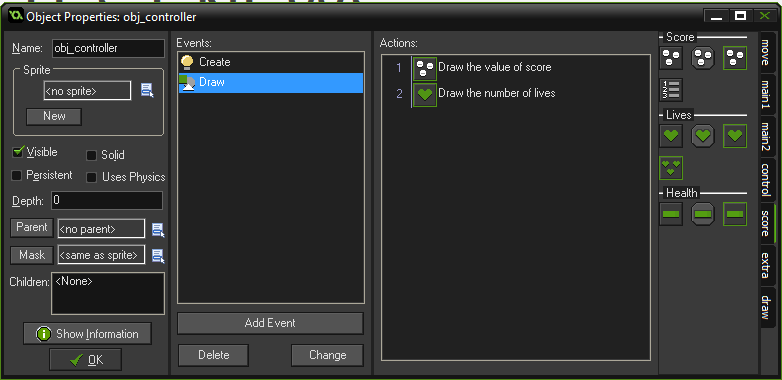 Object Properties: obj_controller
Name: obj_controller
Sprite
<no sprite>
New
Visible
Solid
Persistent
Uses Physics
Depth: 0
Parent <no parent>
Mask <same as sprite>
Children: <None>
Show Information
OK
Events:
Create
Draw
Add Event
Delete
Change
Actions:
1 Draw the value of score
2 Draw the number of lives
Score
1
2
3
Lives
Health
move
main1
main2
control
score
extra
draw